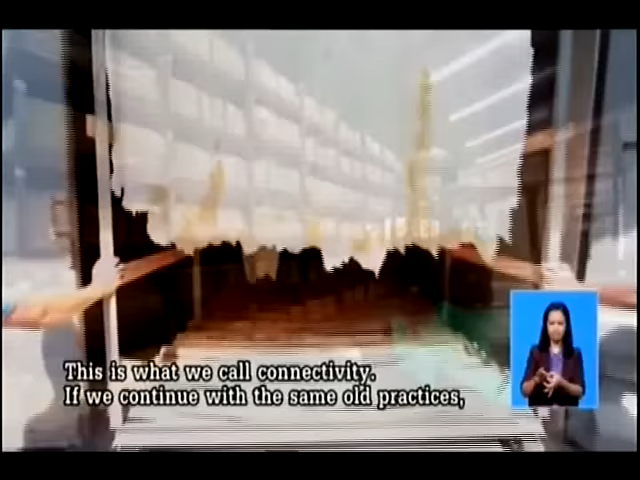 This is what we call connectivity.
If we continue with the same old practices,